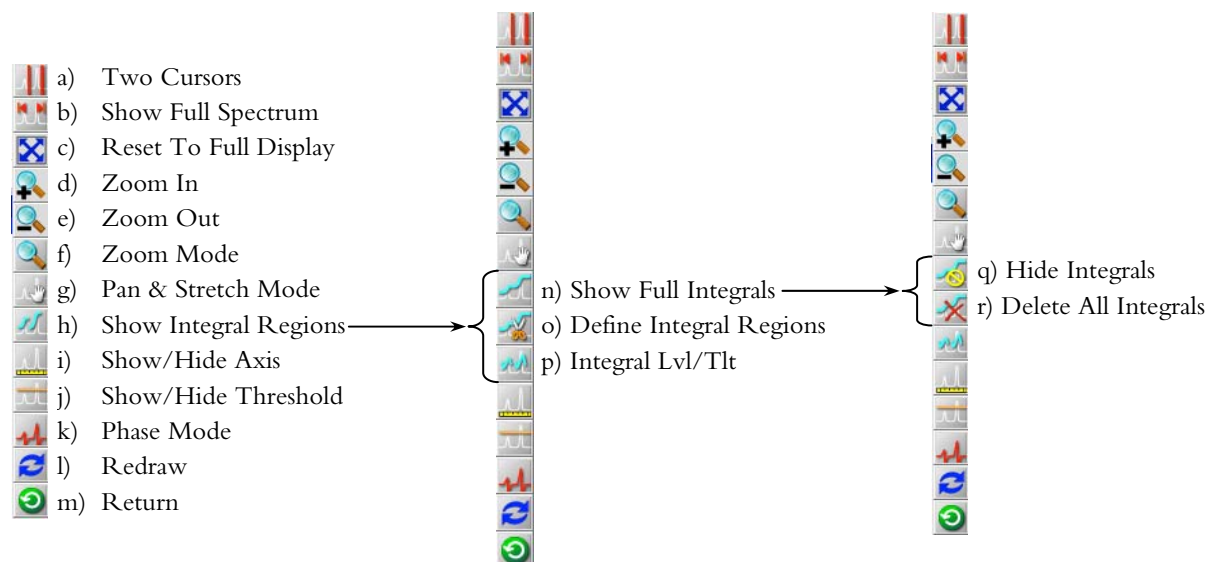 a) Two Cursors
b) Show Full Spectrum
c) Reset To Full Display
d) Zoom In
e) Zoom Out
f) Zoom Mode
g) Pan & Stretch Mode
h) Show Integral Regions
i) Show/Hide Axis
j) Show/Hide Threshold
k) Phase Mode
l) Redraw
m) Return
n) Show Full Integrals
o) Define Integral Regions
p) Integral Lvl/Tlt
q) Hide Integrals
r) Delete All Integrals